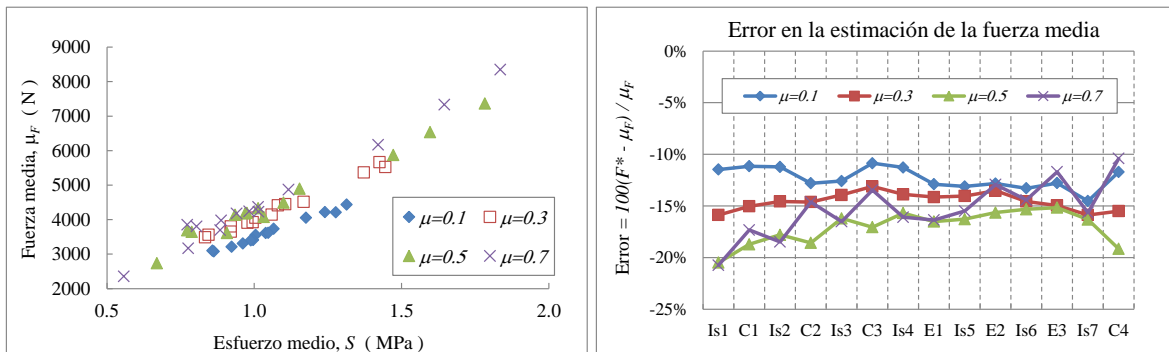 9000
8000
7000
6000
5000
4000
3000
2000
Fuerza media, μF ( N )
μ=0.1
μ=0.3
μ=0.5
μ=0.7
0.5
1.0
1.5
2.0
Esfuerzo medio, S ( MPa )
Error en la estimación de la fuerza media
0%
-5%
-10%
-15%
-20%
-25%
Error = 100(F* - μF) / μF
μ=0.1 μ=0.3 μ=0.5 μ=0.7
Is1 C1 Is2 C2 Is3 C3 Is4 E1 Is5 E2 Is6 E3 Is7 C4